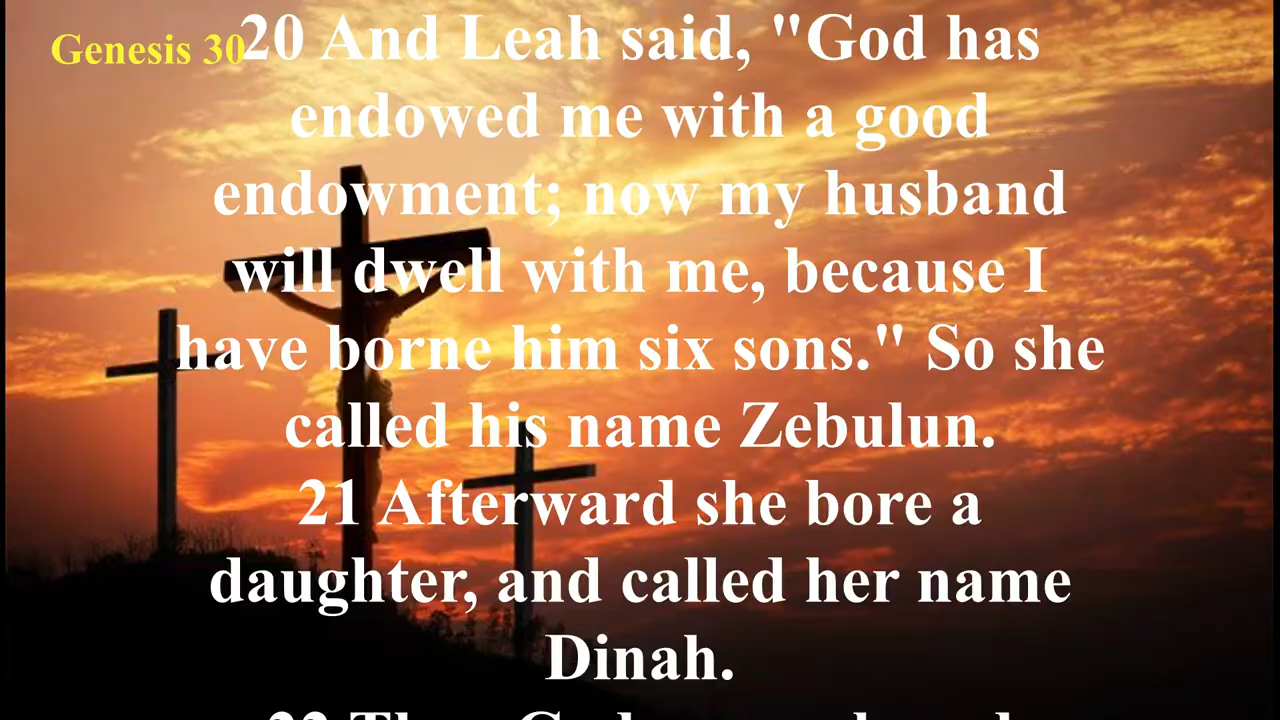 Genesis 30
20 And Leah said, "God has
endowed me with a good
endowment; now my husband
will dwell with me, because I
have borne him six sons." So she
called his name Zebulun.
21 Afterward she bore a
daughter, and called her name
Dinah.